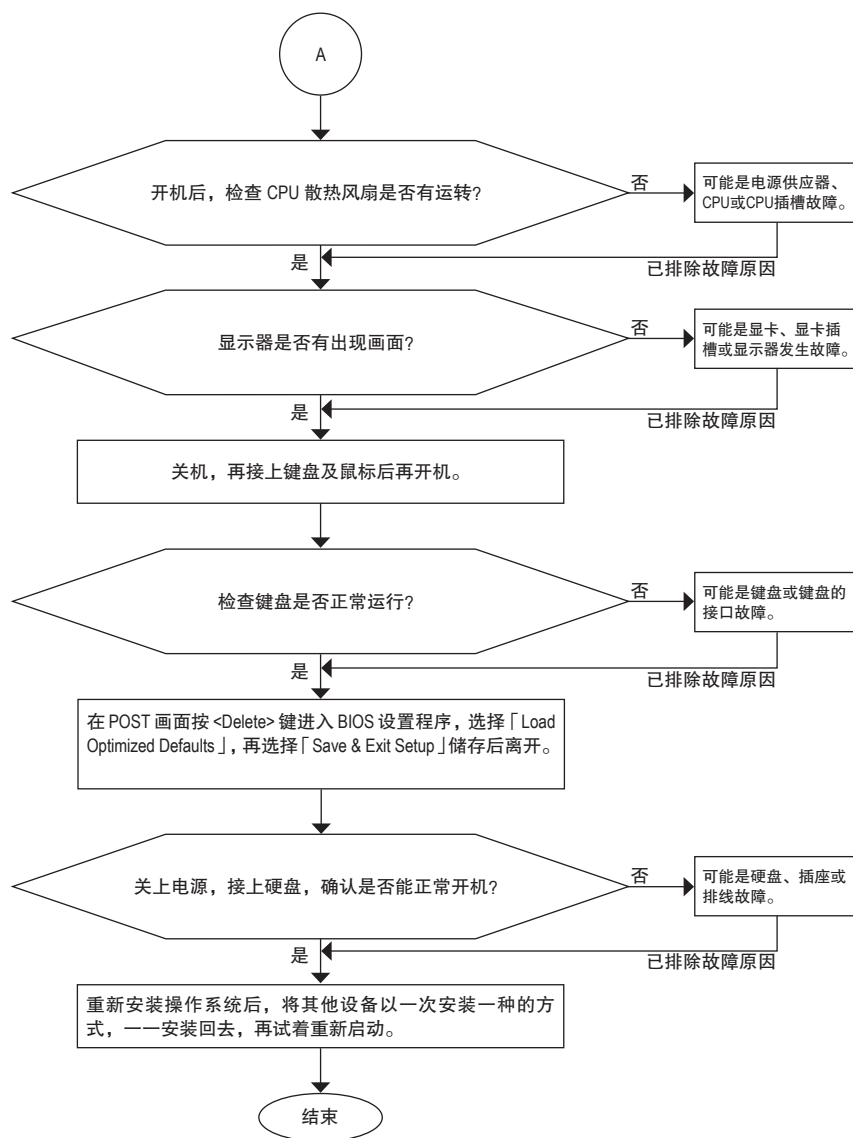 A
开机后，检查 CPU 散热风扇是否有运转?
否
可能是电源供应器、
CPU或CPU插槽故障。
是
已排除故障原因
显示器是否有出现画面?
否
可能是显卡、显卡插
槽或显示器发生故障。
是
已排除故障原因
关机，再接上键盘及鼠标后再开机。
检查键盘是否正常运行?
否
可能是键盘或键盘的
接口故障。
是
已排除故障原因
在 POST 画面按 <Delete> 键进入 BIOS 设置程序，选择「Load
Optimized Defaults」，再选择「Save & Exit Setup」储存后离开。
关上电源，接上硬盘，确认是否能正常开机?
否
可能是硬盘、插座或
排线故障。
是
已排除故障原因
重新安装操作系统后，将其他设备以一次安装一种的方
式，一一安装回去，再试着重新启动。
结束